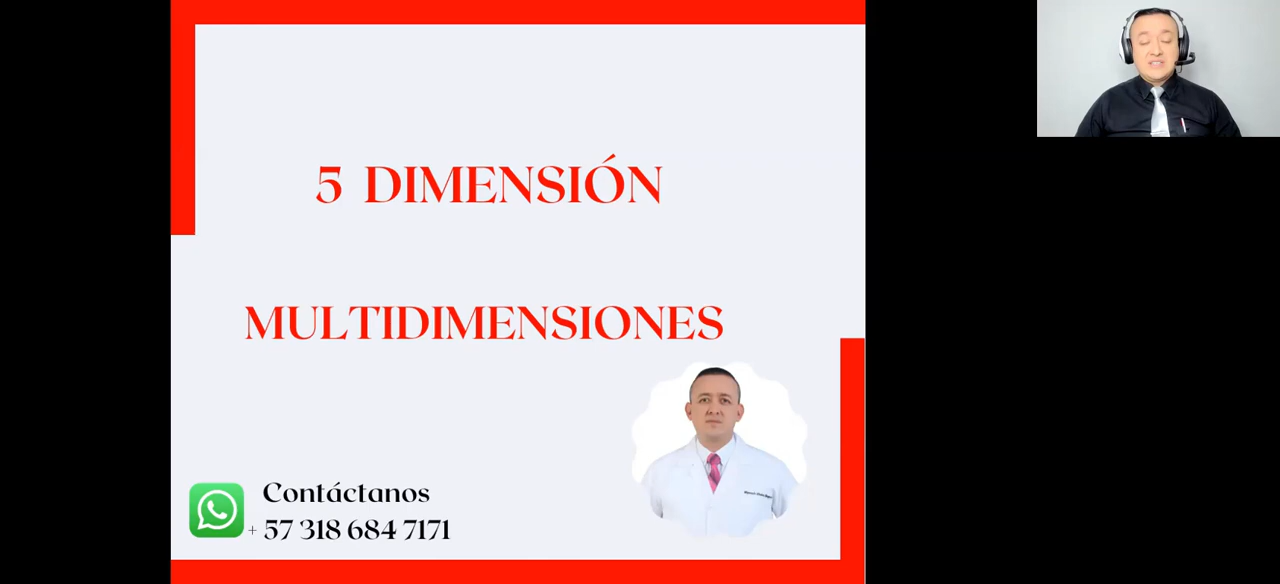 5 DIMENSIÓN
MULTIDIMENSIONES
Contáctanos
+ 57 318 684 7171